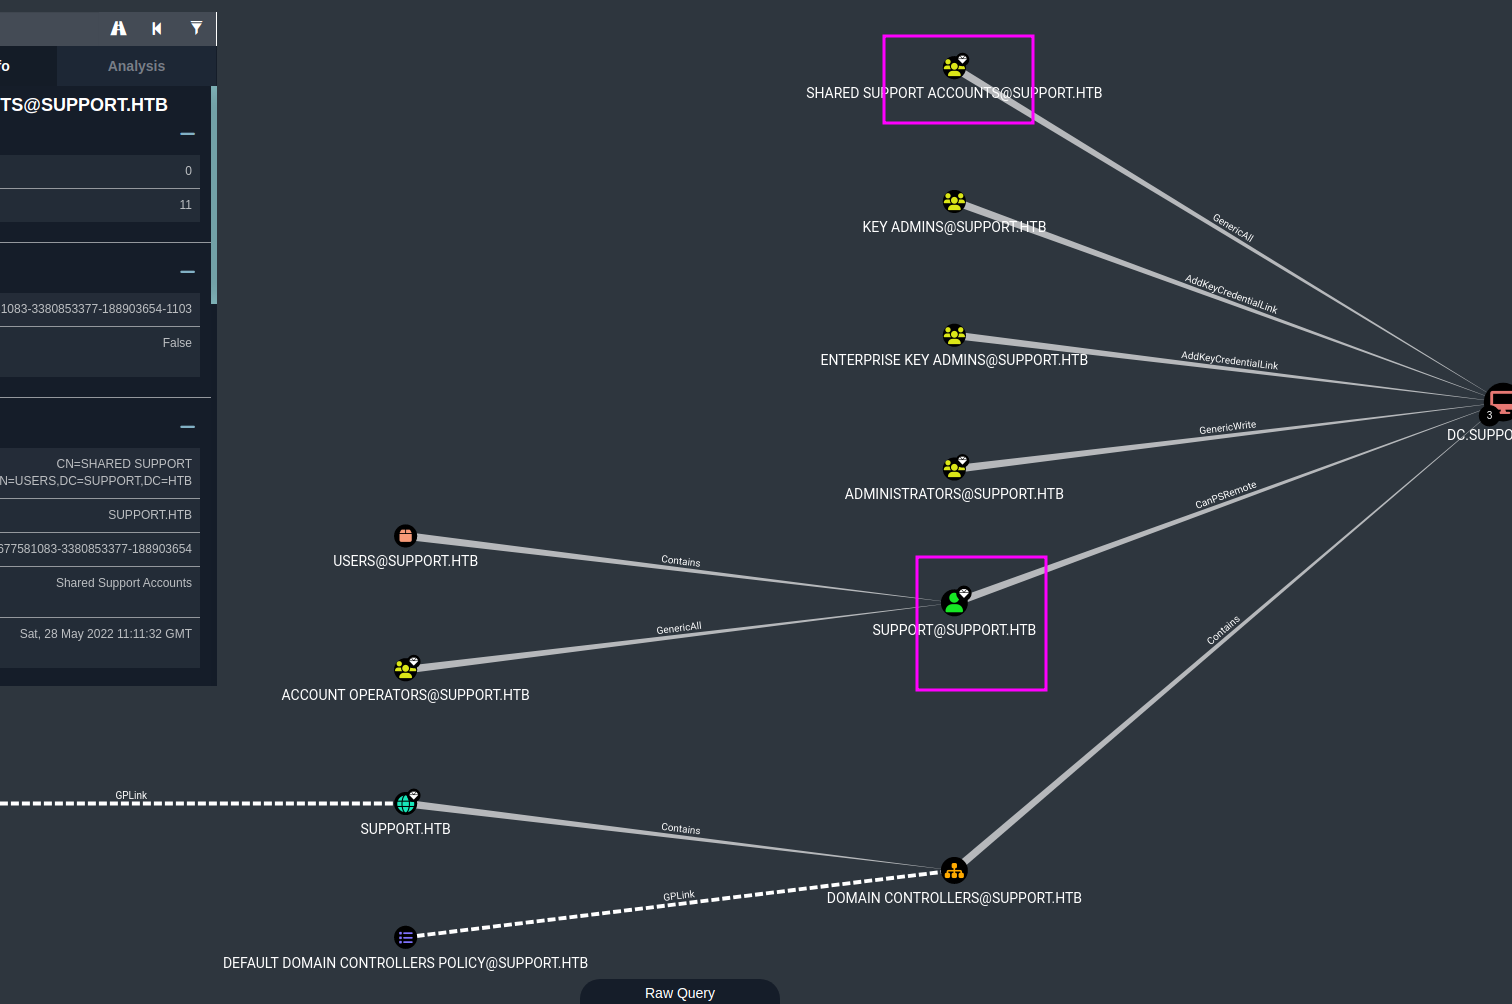 fo
Analysis
TS@SUPPORT.HTB
0
11
1083-3380853377-188903654-1103
False
CN=SHARED SUPPORT
N=USERS,DC=SUPPORT,DC=HTB
SUPPORT.HTB
677581083-3380853377-188903654
Shared Support Accounts
Sat, 28 May 2022 11:11:32 GMT
SHARED SUPPORT ACCOUNTS@SUPPORT.HTB
GenericAll
KEY ADMINS@SUPPORT.HTB
AddKeyCredentialLink
ENTERPRISE KEY ADMINS@SUPPORT.HTB
AddKeyCredentialLink
3
DC.SUPPO
GenericWrite
ADMINISTRATORS@SUPPORT.HTB
CanPSRemote
USERS@SUPPORT.HTB
Contains
SUPPORT@SUPPORT.HTB
GenericAll
Contains
ACCOUNT OPERATORS@SUPPORT.HTB
GPLink
SUPPORT.HTB
Contains
GPLink
DOMAIN CONTROLLERS@SUPPORT.HTB
DEFAULT DOMAIN CONTROLLERS POLICY@SUPPORT.HTB
Raw Query